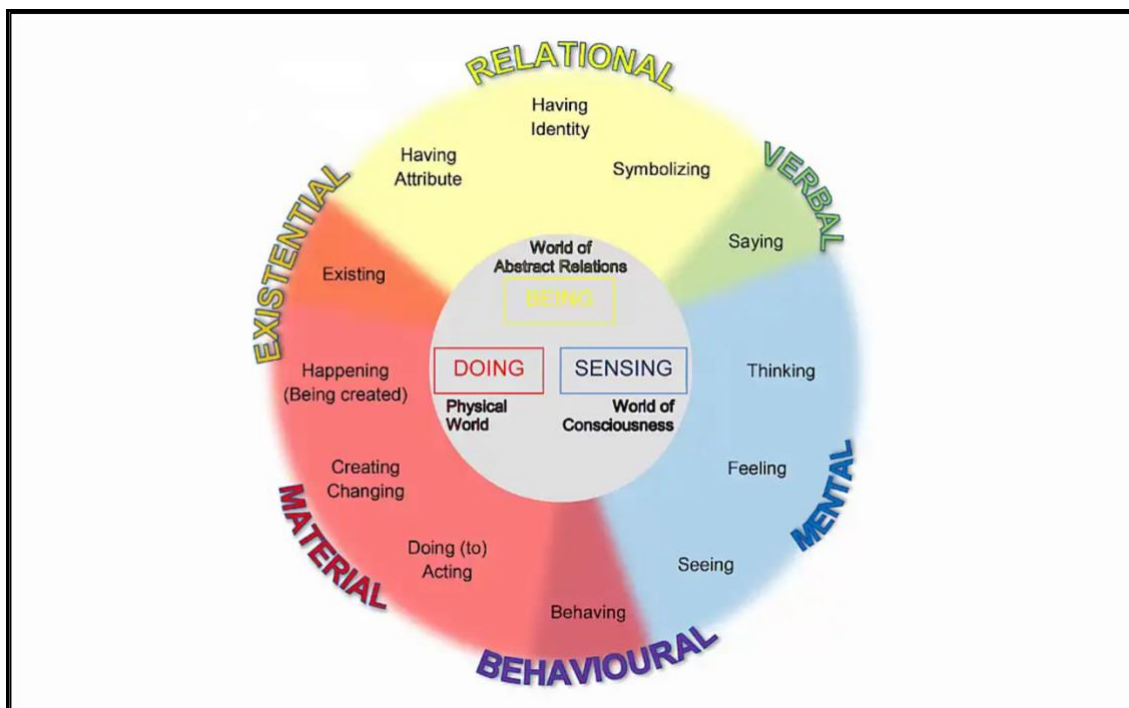 RELATIONAL
Having
Identity
Having
Attribute
Symbolizing
VERBAL
Saying
EXISTENTIAL
Existing
World of
Abstract Relations
BEING
DOING
SENSING
Physical
World
World of
Consciousness
Happening
(Being created)
Thinking
Creating
Changing
Feeling
MENTAL
MATERIAL
Doing (to)
Acting
Seeing
Behaving
BEHAVIOURAL